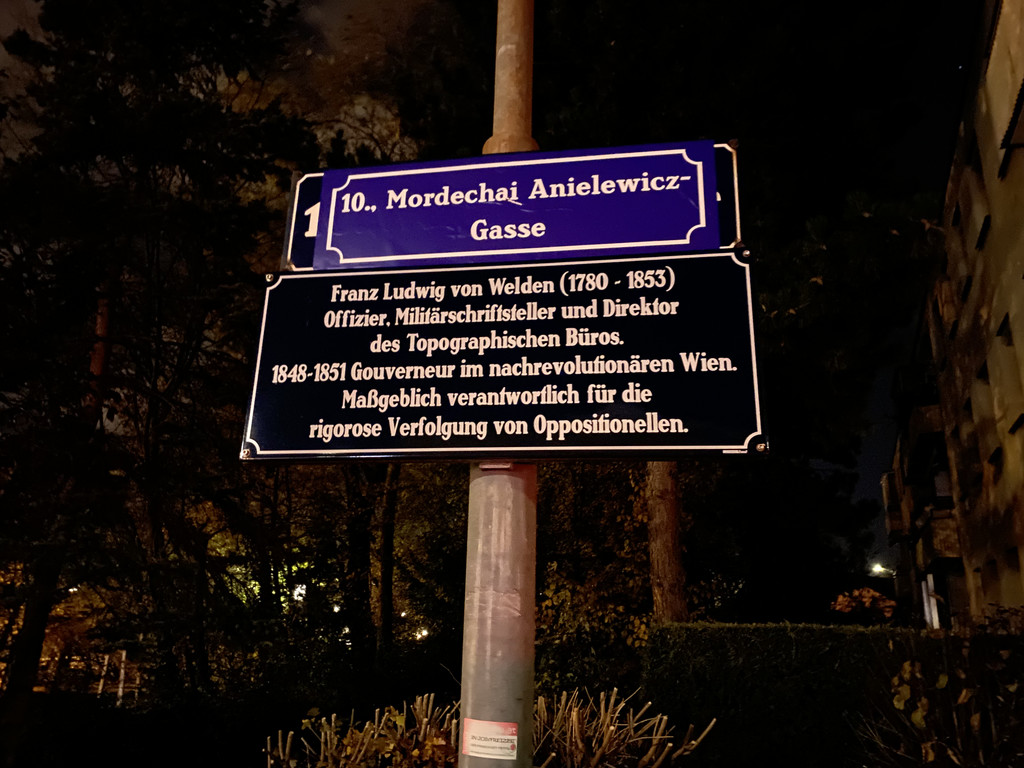 10., Mordechai Anielewicz-
Gasse
Franz Ludwig von Welden (1780 - 1853)
Offizier, Militärschriftsteller und Direktor
des Topographischen Büros.
1848-1851 Gouverneur im nachrevolutionären Wien.
Maßgeblich verantwortlich für die
rigorose Verfolgung von Oppositionellen.